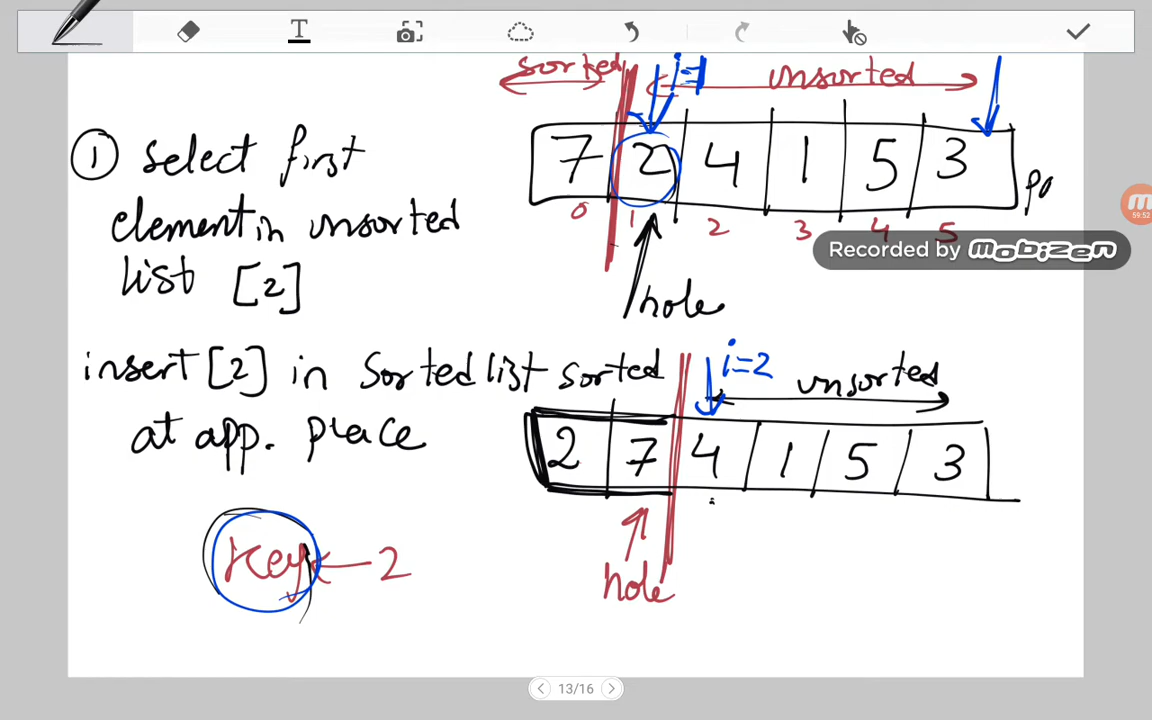 T
sorted
i=1
unsorted
① Select first
element in unsorted
list [2]
7 2 4 1 5 3
0 1 2 3 4 5
hole
Recorded by mobizen
59:52
insert [2] in Sorted list
at app. place
sorted
i=2
unsorted
2 7 4 1 5 3
hole
Key ← 2
13/16